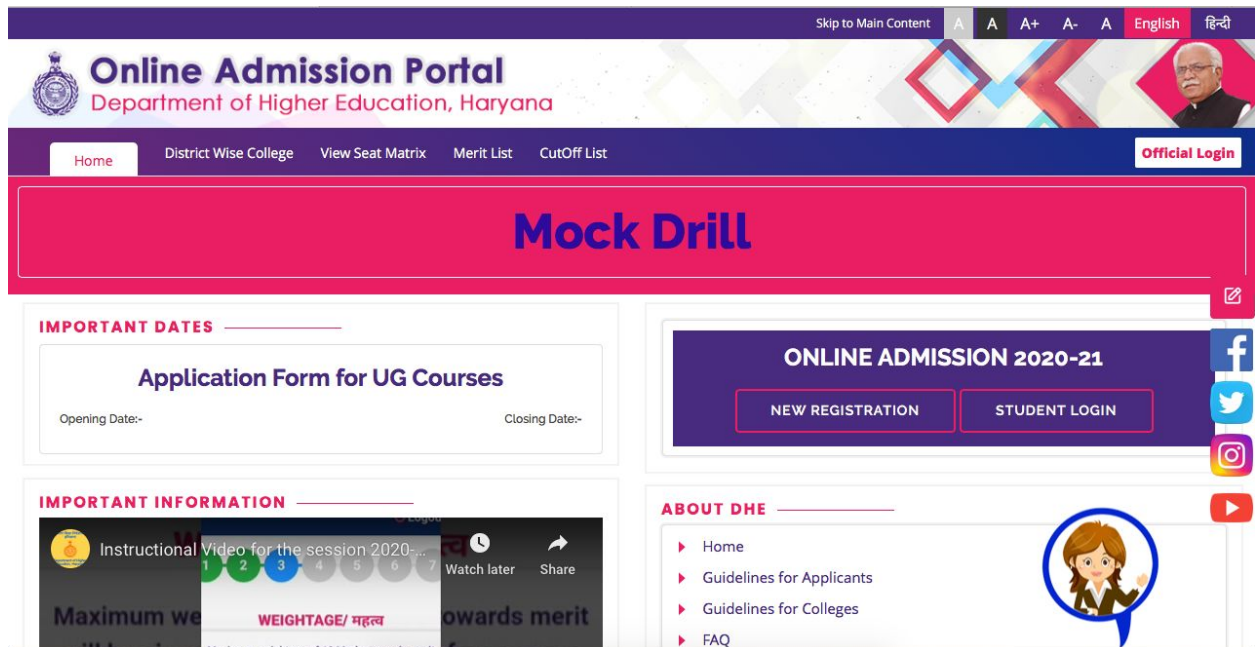 Skip to Main Content A A A+ A- A English हिन्दी
Online Admission Portal
Department of Higher Education, Haryana
Home District Wise College View Seat Matrix Merit List CutOff List Official Login
Mock Drill
IMPORTANT DATES
Application Form for UG Courses
Opening Date:- Closing Date:-
ONLINE ADMISSION 2020-21
NEW REGISTRATION STUDENT LOGIN
IMPORTANT INFORMATION
Instructional Video for the session 2020-...
Watch later Share
1 2 3 4 5 6 7
WEIGHTAGE/ महत्व
Maximum we
owards merit
ABOUT DHE
Home
Guidelines for Applicants
Guidelines for Colleges
FAQ